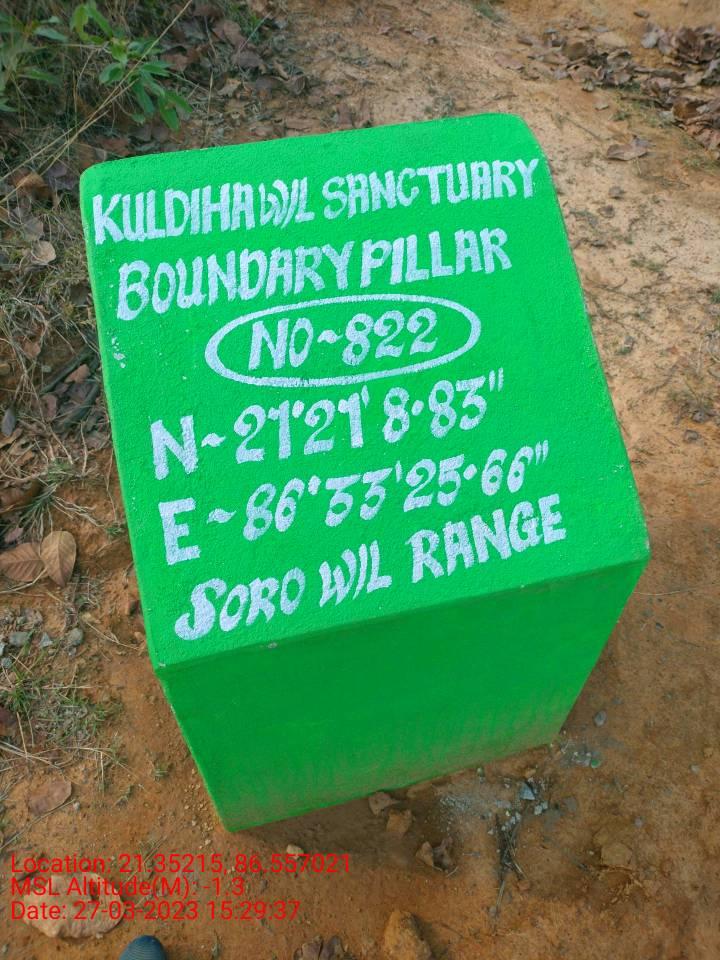 KULDIHA W/L SANCTUARY
BOUNDARY PILLAR
NO~822
N~21°21'8.83"
E~86°33'25.66"
SORO W/L RANGE
Location: 21.35215, 86.557021
MSL Altitude(M): -1.3
Date: 27-03-2023 15:29:37